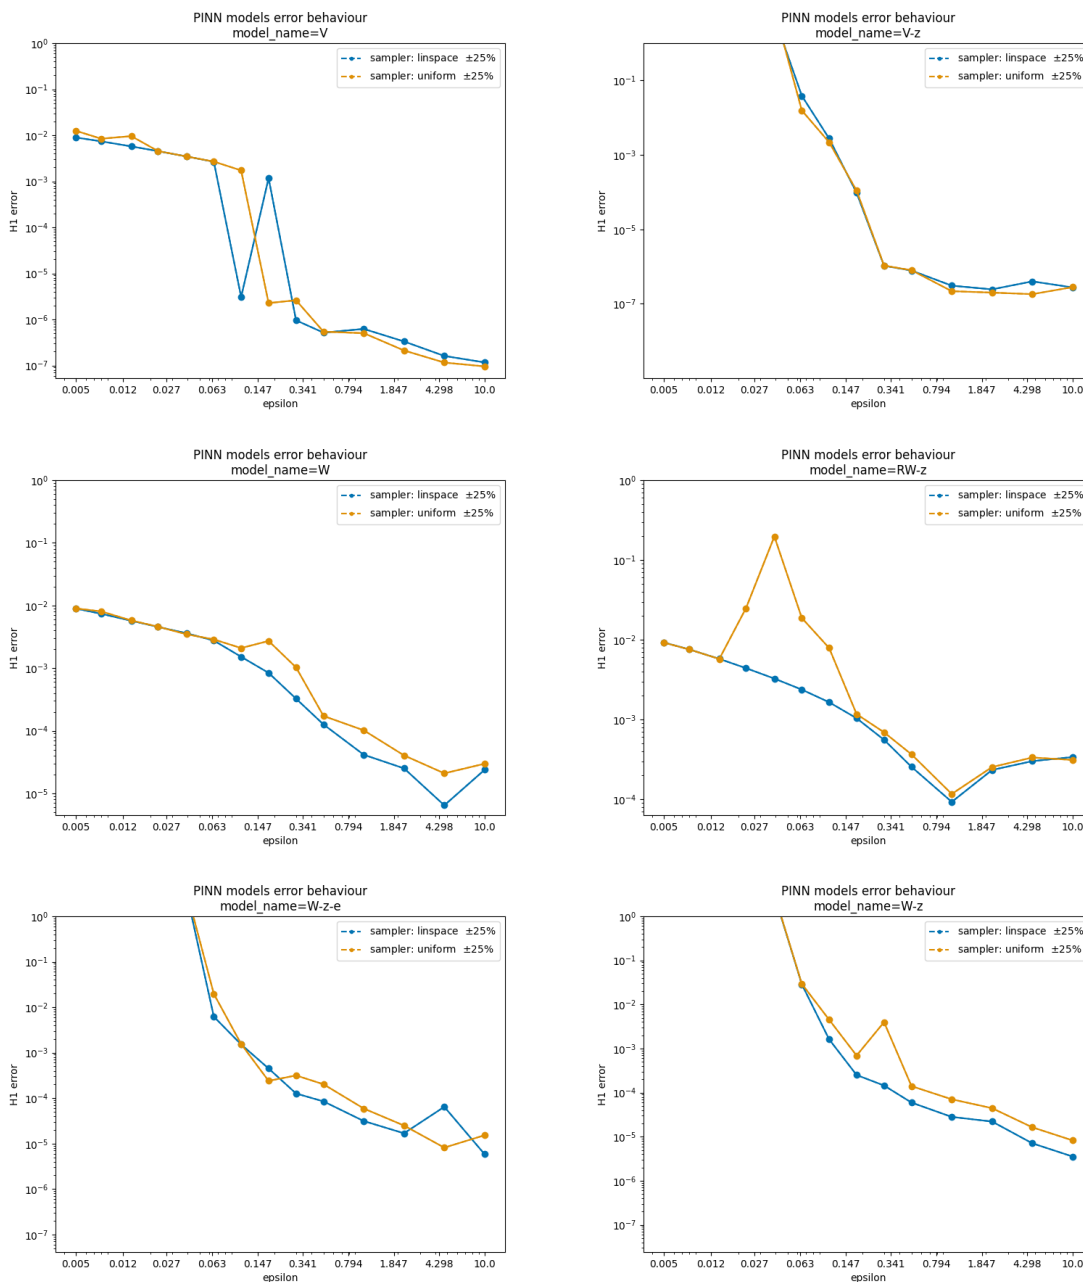 PINN models error behaviour
model_name=V
sampler: linspace ±25%
sampler: uniform ±25%
10^0
10^-1
10^-2
10^-3
10^-4
10^-5
10^-6
10^-7
H1 error
0.005 0.012 0.027 0.063 0.147 0.341 0.794 1.847 4.298 10.0
epsilon
PINN models error behaviour
model_name=V-z
sampler: linspace ±25%
sampler: uniform ±25%
10^-1
10^-3
10^-5
10^-7
H1 error
0.005 0.012 0.027 0.063 0.147 0.341 0.794 1.847 4.298 10.0
epsilon
PINN models error behaviour
model_name=W
sampler: linspace ±25%
sampler: uniform ±25%
10^0
10^-1
10^-2
10^-3
10^-4
10^-5
H1 error
0.005 0.012 0.027 0.063 0.147 0.341 0.794 1.847 4.298 10.0
epsilon
PINN models error behaviour
model_name=RW-z
sampler: linspace ±25%
sampler: uniform ±25%
10^0
10^-1
10^-2
10^-3
10^-4
H1 error
0.005 0.012 0.027 0.063 0.147 0.341 0.794 1.847 4.298 10.0
epsilon
PINN models error behaviour
model_name=W-z-e
sampler: linspace ±25%
sampler: uniform ±25%
10^0
10^-1
10^-2
10^-3
10^-4
10^-5
10^-6
10^-7
H1 error
0.005 0.012 0.027 0.063 0.147 0.341 0.794 1.847 4.298 10.0
epsilon
PINN models error behaviour
model_name=W-z
sampler: linspace ±25%
sampler: uniform ±25%
10^0
10^-1
10^-2
10^-3
10^-4
10^-5
10^-6
10^-7
H1 error
0.005 0.012 0.027 0.063 0.147 0.341 0.794 1.847 4.298 10.0
epsilon